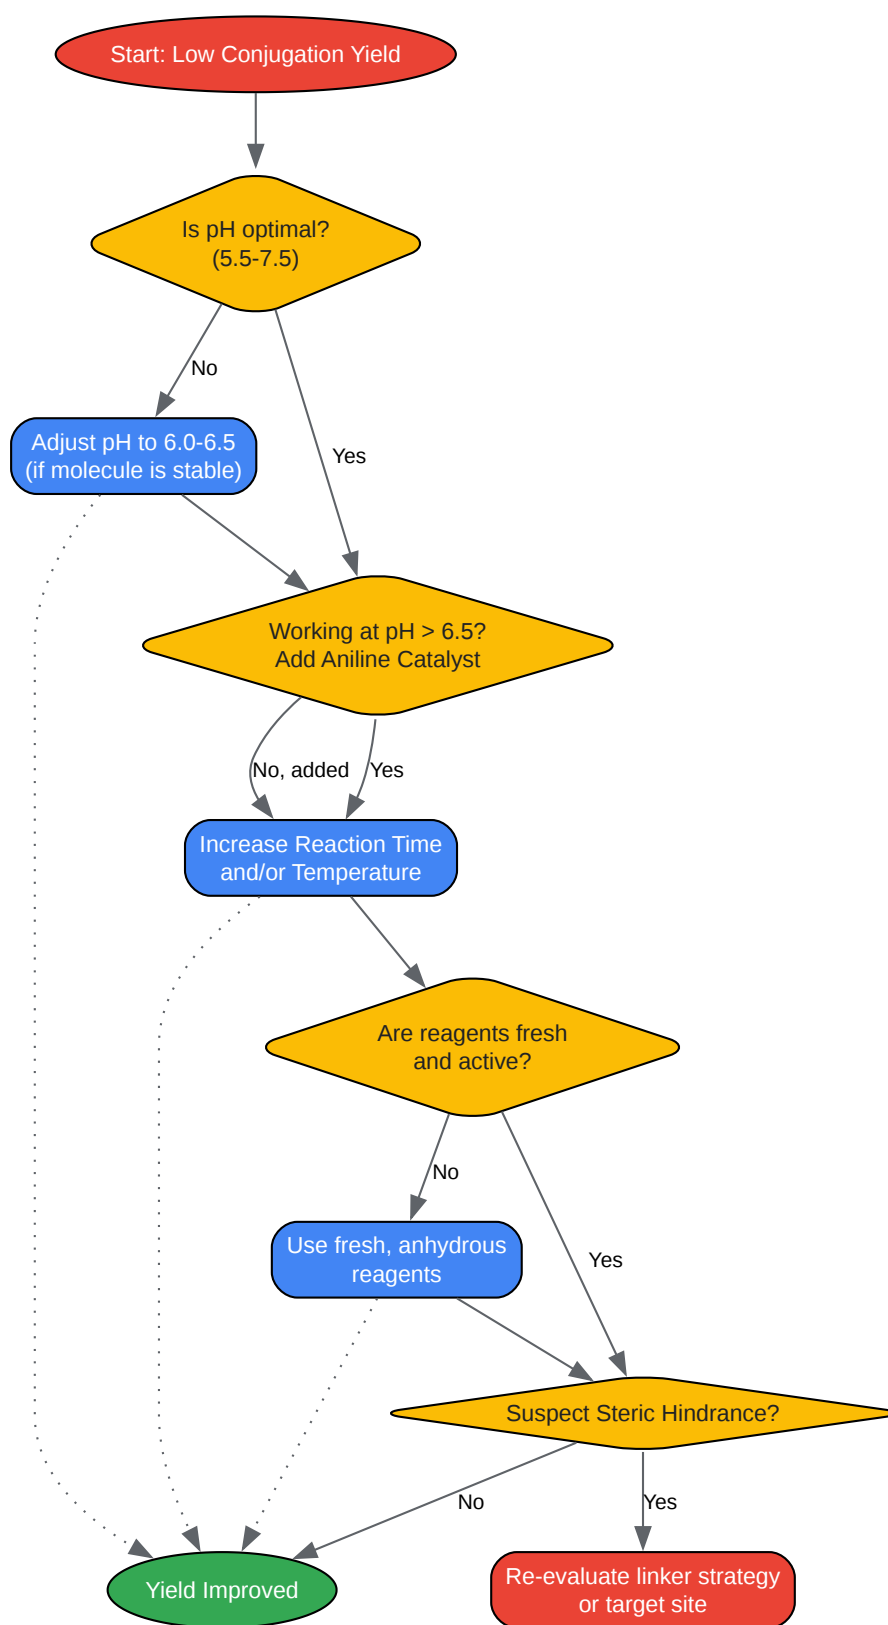 Start: Low Conjugation Yield
Is pH optimal?
(5.5-7.5)
No
Adjust pH to 6.0-6.5
(if molecule is stable)
Yes
Working at pH > 6.5?
Add Aniline Catalyst
No, added
Yes
Increase Reaction Time
and/or Temperature
Are reagents fresh
and active?
No
Use fresh, anhydrous
reagents
Yes
Suspect Steric Hindrance?
No
Yes
Yield Improved
Re-evaluate linker strategy
or target site